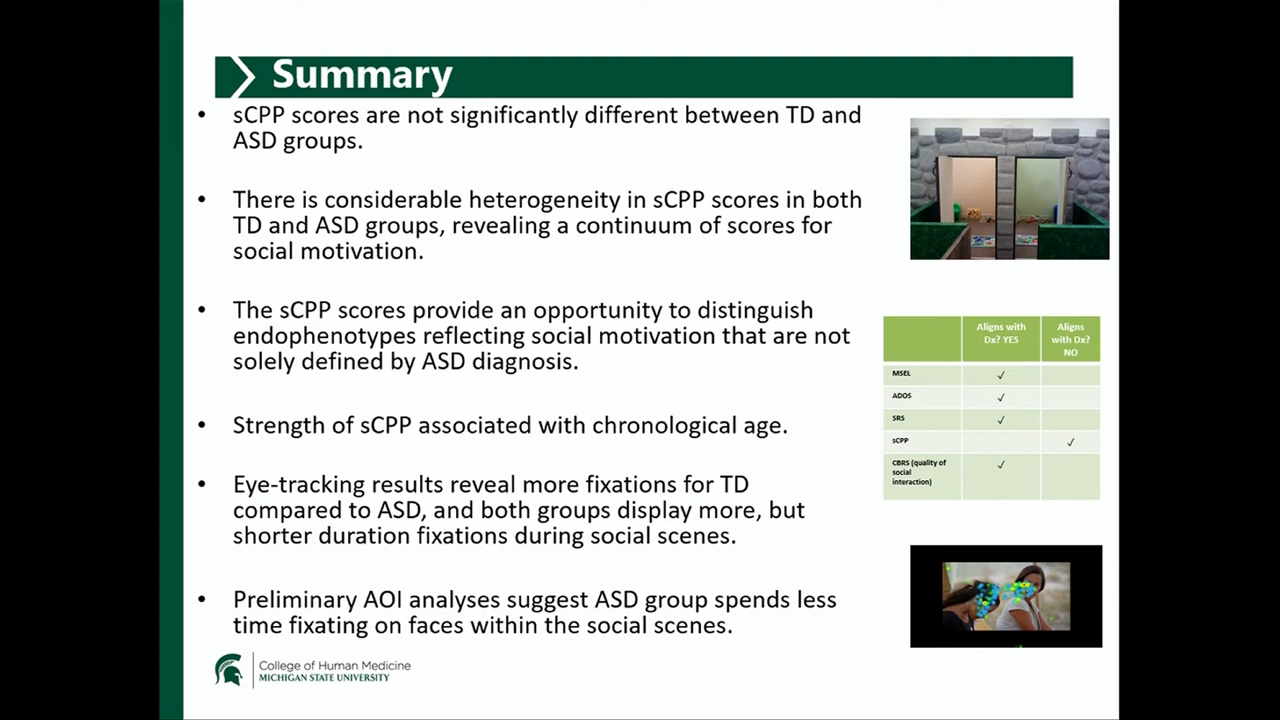 Summary
• sCPP scores are not significantly different between TD and
ASD groups.
• There is considerable heterogeneity in sCPP scores in both
TD and ASD groups, revealing a continuum of scores for
social motivation.
• The sCPP scores provide an opportunity to distinguish
endophenotypes reflecting social motivation that are not
solely defined by ASD diagnosis.
• Strength of sCPP associated with chronological age.
• Eye-tracking results reveal more fixations for TD
compared to ASD, and both groups display more, but
shorter duration fixations during social scenes.
• Preliminary AOI analyses suggest ASD group spends less
time fixating on faces within the social scenes.
Aligns with
Dx? YES
Aligns
with Dx?
NO
MSEL ✓
ADOS ✓
SRS ✓
sCPP ✓
CBRS (quality of
social
interaction) ✓
College of Human Medicine
MICHIGAN STATE UNIVERSITY